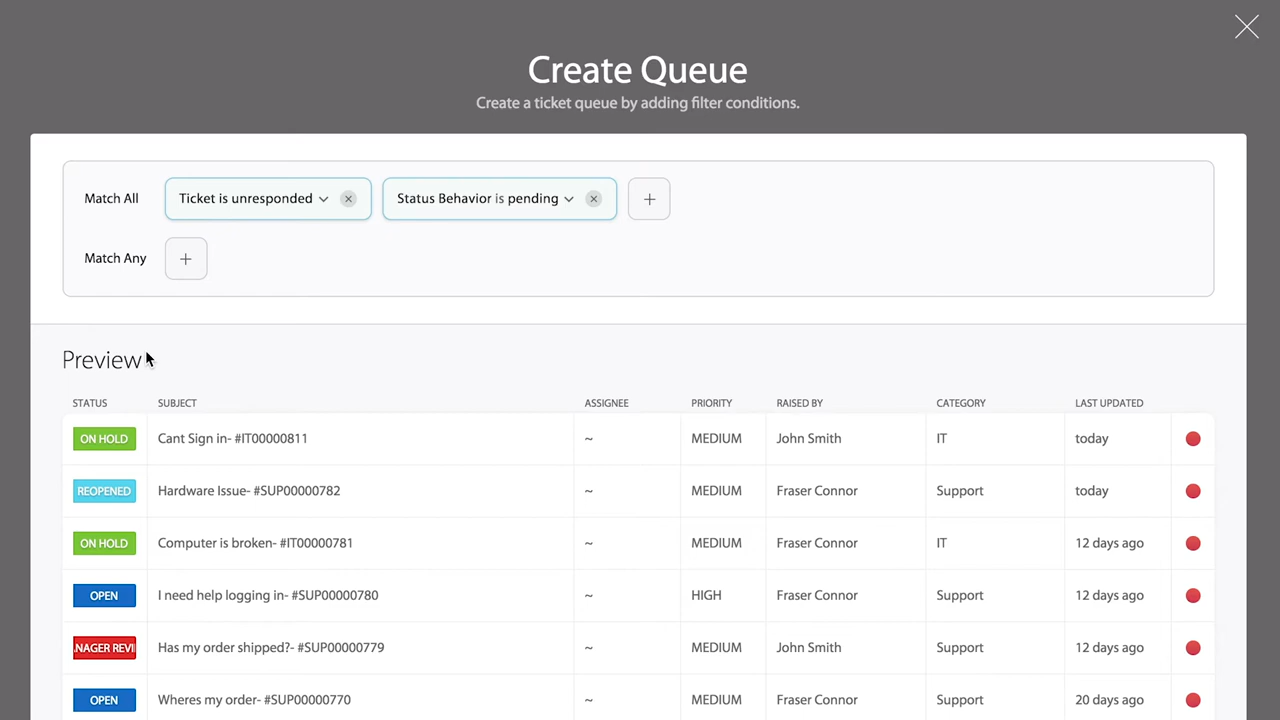 Create Queue
Create a ticket queue by adding filter conditions.
Match All Ticket is unresponded Status Behavior is pending
Match Any
Preview
STATUS SUBJECT ASSIGNEE PRIORITY RAISED BY CATEGORY LAST UPDATED
ON HOLD Cant Sign in- #IT00000811 ~ MEDIUM John Smith IT today
REOPENED Hardware Issue- #SUP00000782 ~ MEDIUM Fraser Connor Support today
ON HOLD Computer is broken- #IT00000781 ~ MEDIUM Fraser Connor IT 12 days ago
OPEN I need help logging in- #SUP00000780 ~ HIGH Fraser Connor Support 12 days ago
NAGER REVI Has my order shipped?- #SUP00000779 ~ MEDIUM John Smith Support 12 days ago
OPEN Wheres my order- #SUP00000770 ~ MEDIUM Fraser Connor Support 20 days ago